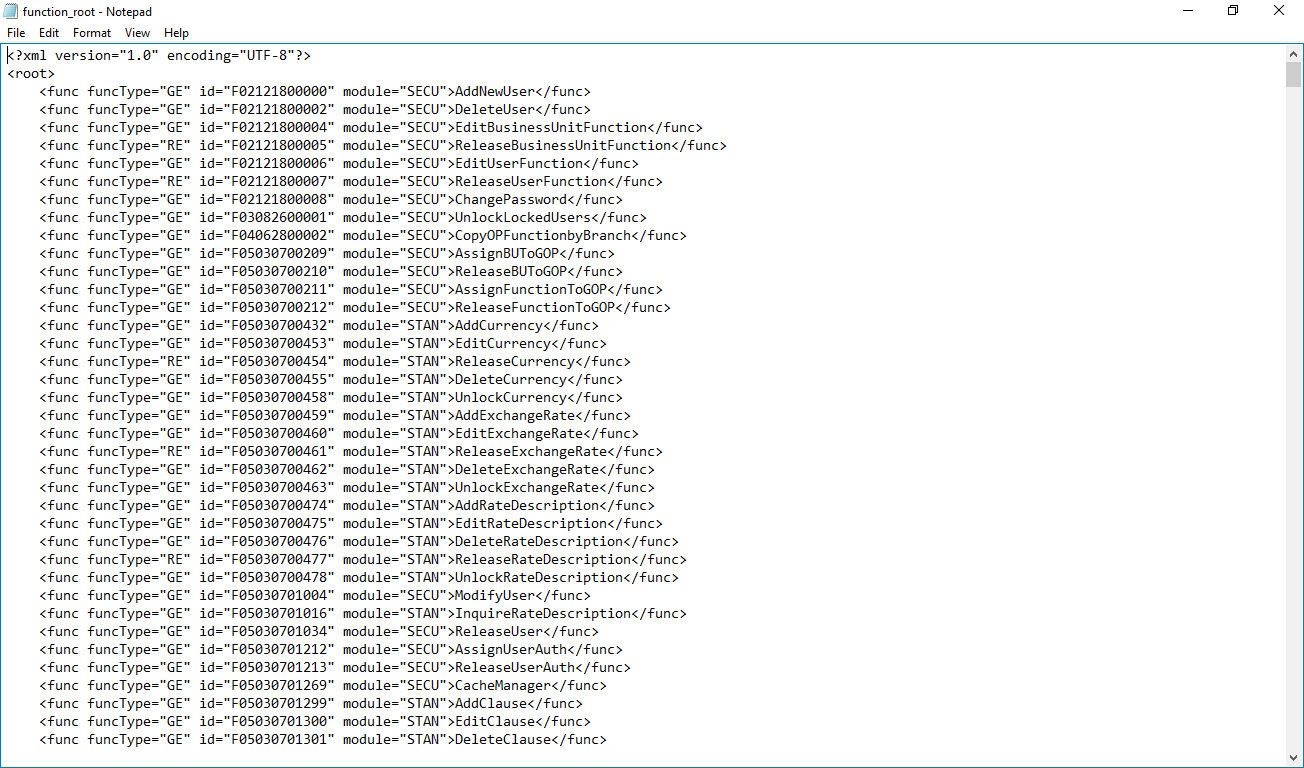 function_root - Notepad
File Edit Format View Help
<?xml version="1.0" encoding="UTF-8"?>
<root>
    <func funcType="GE" id="F02121800000" module="SECU">AddNewUser</func>
    <func funcType="GE" id="F02121800002" module="SECU">DeleteUser</func>
    <func funcType="GE" id="F02121800004" module="SECU">EditBusinessUnitFunction</func>
    <func funcType="RE" id="F02121800005" module="SECU">ReleaseBusinessUnitFunction</func>
    <func funcType="GE" id="F02121800006" module="SECU">EditUserFunction</func>
    <func funcType="RE" id="F02121800007" module="SECU">ReleaseUserFunction</func>
    <func funcType="GE" id="F02121800008" module="SECU">ChangePassword</func>
    <func funcType="GE" id="F03082600001" module="SECU">UnlockLockedUsers</func>
    <func funcType="GE" id="F04062800002" module="SECU">CopyOPFunctionbyBranch</func>
    <func funcType="GE" id="F05030700209" module="SECU">AssignBUToGOP</func>
    <func funcType="GE" id="F05030700210" module="SECU">ReleaseBUToGOP</func>
    <func funcType="GE" id="F05030700211" module="SECU">AssignFunctionToGOP</func>
    <func funcType="GE" id="F05030700212" module="SECU">ReleaseFunctionToGOP</func>
    <func funcType="GE" id="F05030700432" module="STAN">AddCurrency</func>
    <func funcType="GE" id="F05030700453" module="STAN">EditCurrency</func>
    <func funcType="RE" id="F05030700454" module="STAN">ReleaseCurrency</func>
    <func funcType="GE" id="F05030700455" module="STAN">DeleteCurrency</func>
    <func funcType="GE" id="F05030700458" module="STAN">UnlockCurrency</func>
    <func funcType="GE" id="F05030700459" module="STAN">AddExchangeRate</func>
    <func funcType="GE" id="F05030700460" module="STAN">EditExchangeRate</func>
    <func funcType="RE" id="F05030700461" module="STAN">ReleaseExchangeRate</func>
    <func funcType="GE" id="F05030700462" module="STAN">DeleteExchangeRate</func>
    <func funcType="GE" id="F05030700463" module="STAN">UnlockExchangeRate</func>
    <func funcType="GE" id="F05030700474" module="STAN">AddRateDescription</func>
    <func funcType="GE" id="F05030700475" module="STAN">EditRateDescription</func>
    <func funcType="GE" id="F05030700476" module="STAN">DeleteRateDescription</func>
    <func funcType="RE" id="F05030700477" module="STAN">ReleaseRateDescription</func>
    <func funcType="GE" id="F05030700478" module="STAN">UnlockRateDescription</func>
    <func funcType="GE" id="F05030701004" module="SECU">ModifyUser</func>
    <func funcType="GE" id="F05030701016" module="STAN">InquireRateDescription</func>
    <func funcType="GE" id="F05030701034" module="SECU">ReleaseUser</func>
    <func funcType="GE" id="F05030701212" module="SECU">AssignUserAuth</func>
    <func funcType="GE" id="F05030701213" module="SECU">ReleaseUserAuth</func>
    <func funcType="GE" id="F05030701269" module="SECU">CacheManager</func>
    <func funcType="GE" id="F05030701299" module="STAN">AddClause</func>
    <func funcType="GE" id="F05030701300" module="STAN">EditClause</func>
    <func funcType="GE" id="F05030701301" module="STAN">DeleteClause</func>